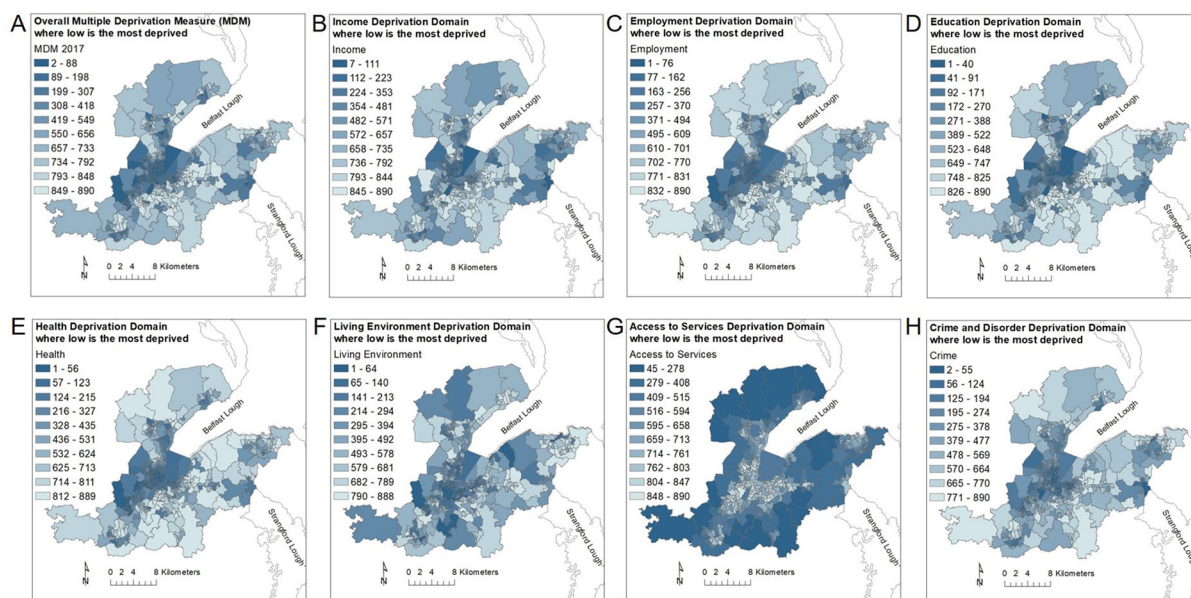 A
Overall Multiple Deprivation Measure (MDM)
where low is the most deprived
MDM 2017
2 - 88
89 - 198
199 - 307
308 - 418
419 - 549
550 - 656
657 - 733
734 - 792
793 - 848
849 - 890
Belfast Lough
Strangford Lough
N
0 2 4 8 Kilometers
B
Income Deprivation Domain
where low is the most deprived
Income
7 - 111
112 - 223
224 - 353
354 - 481
482 - 571
572 - 657
658 - 735
736 - 792
793 - 844
845 - 890
Belfast Lough
Strangford Lough
N
0 2 4 8 Kilometers
C
Employment Deprivation Domain
where low is the most deprived
Employment
1 - 76
77 - 162
163 - 256
257 - 370
371 - 494
495 - 609
610 - 701
702 - 770
771 - 831
832 - 890
Belfast Lough
Strangford Lough
N
0 2 4 8 Kilometers
D
Education Deprivation Domain
where low is the most deprived
Education
1 - 40
41 - 91
92 - 171
172 - 270
271 - 388
389 - 522
523 - 648
649 - 747
748 - 825
826 - 890
Belfast Lough
Strangford Lough
N
0 2 4 8 Kilometers
E
Health Deprivation Domain
where low is the most deprived
Health
1 - 56
57 - 123
124 - 215
216 - 327
328 - 435
436 - 531
532 - 624
625 - 713
714 - 811
812 - 889
Belfast Lough
Strangford Lough
N
0 2 4 8 Kilometers
F
Living Environment Deprivation Domain
where low is the most deprived
Living Environment
1 - 64
65 - 140
141 - 213
214 - 294
295 - 394
395 - 492
493 - 578
579 - 681
682 - 789
790 - 888
Belfast Lough
Strangford Lough
N
0 2 4 8 Kilometers
G
Access to Services Deprivation Domain
where low is the most deprived
Access to Services
45 - 278
279 - 408
409 - 515
516 - 594
595 - 658
659 - 713
714 - 761
762 - 803
804 - 847
848 - 890
Belfast Lough
Strangford Lough
N
0 2 4 8 Kilometers
H
Crime and Disorder Deprivation Domain
where low is the most deprived
Crime
2 - 55
56 - 124
125 - 194
195 - 274
275 - 378
379 - 477
478 - 569
570 - 664
665 - 770
771 - 890
Belfast Lough
Strangford Lough
N
0 2 4 8 Kilometers